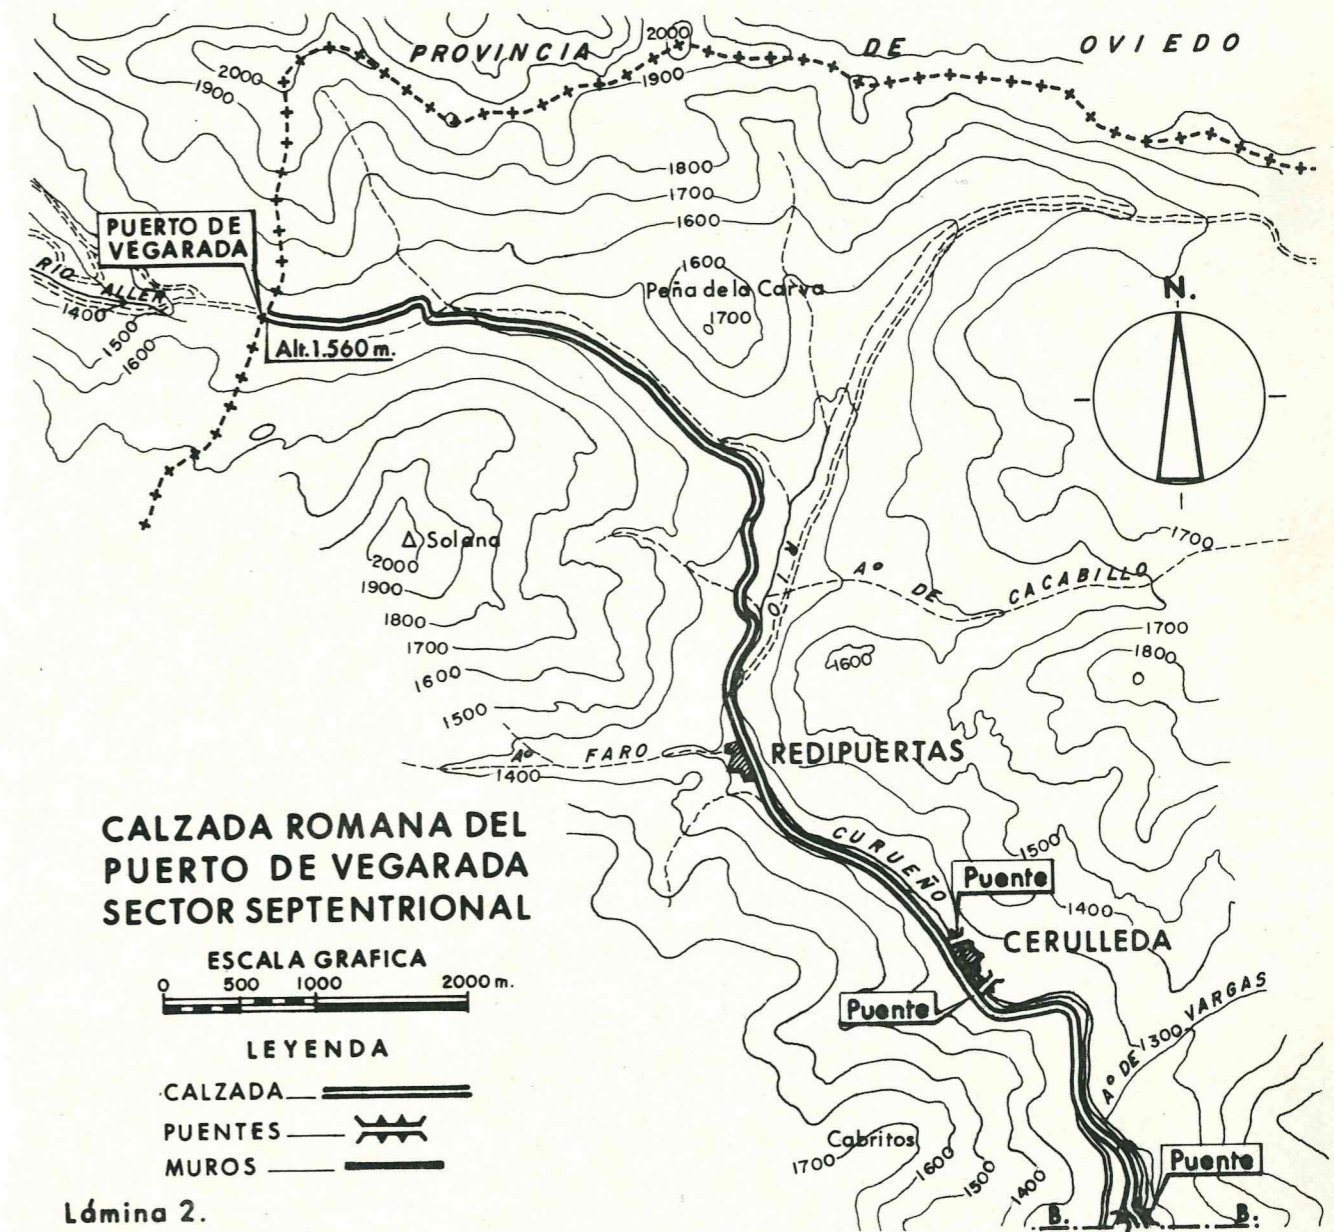 PROVINCIA DE OVIEDO
2000
2000
1900
1900
1800
1700
1600
PUERTO DE
VEGARADA
RIO ALLER
1400
1500
1600
Alt. 1.560 m.
1600
Peña de la Carva
1700
N.
Solana
2000
1900
1800
1700
1600
1500
1700
Aº DE CACABILLO
RIO
1700
1800
1600
Aº FARO
1400
REDIPUERTAS
CURUEÑO
1500
Puente
1400
CERULLEDA
Puente
Aº DE VARGAS
1300
CALZADA ROMANA DEL
PUERTO DE VEGARADA
SECTOR SEPTENTRIONAL
ESCALA GRAFICA
0 500 1000 2000 m.
LEYENDA
CALZADA
PUENTES
MUROS
Cabritos
1700
1600
1500
1400
Puente
B. B.
Lámina 2.